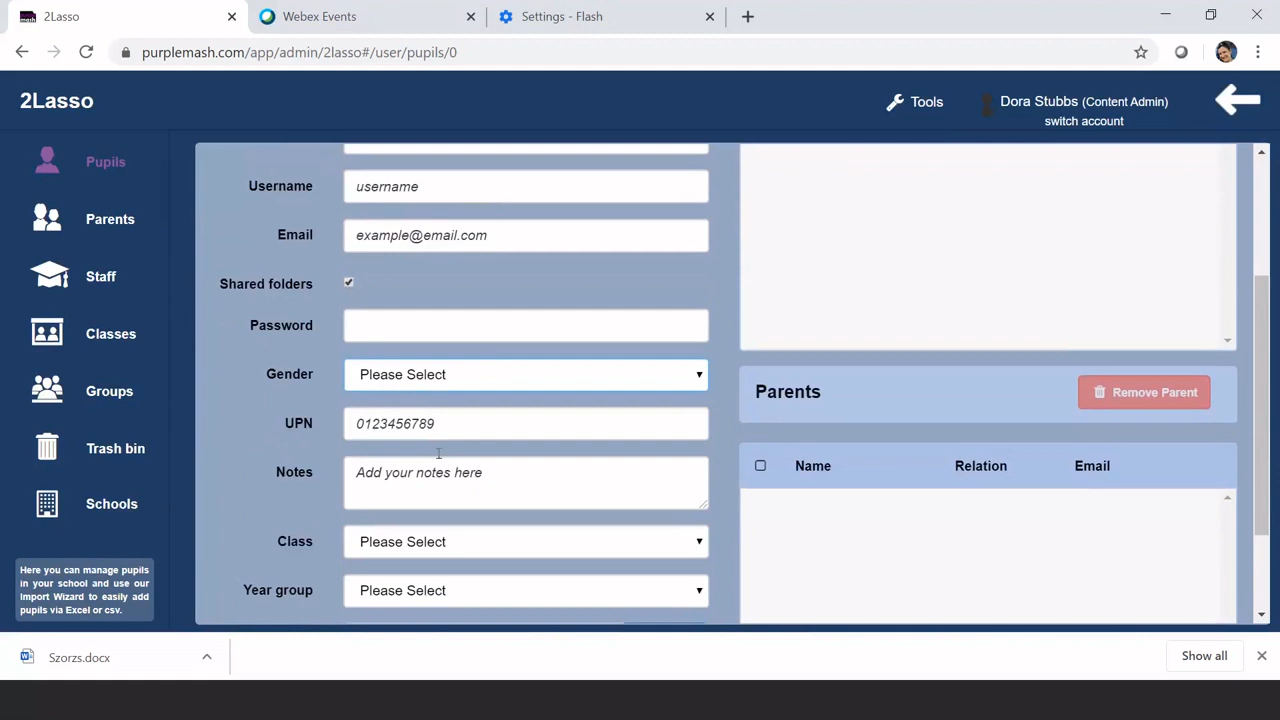 2Lasso
Webex Events
Settings - Flash
purplemash.com/app/admin/2lasso#/user/pupils/0
2Lasso
Tools
Dora Stubbs (Content Admin)
switch account
Pupils
Parents
Staff
Classes
Groups
Trash bin
Schools
Here you can manage pupils
in your school and use our
Import Wizard to easily add
pupils via Excel or csv.
Username
username
Email
example@email.com
Shared folders
Password
Gender
Please Select
UPN
0123456789
Notes
Add your notes here
Class
Please Select
Year group
Please Select
Parents
Remove Parent
Name
Relation
Email
Szorzs.docx
Show all